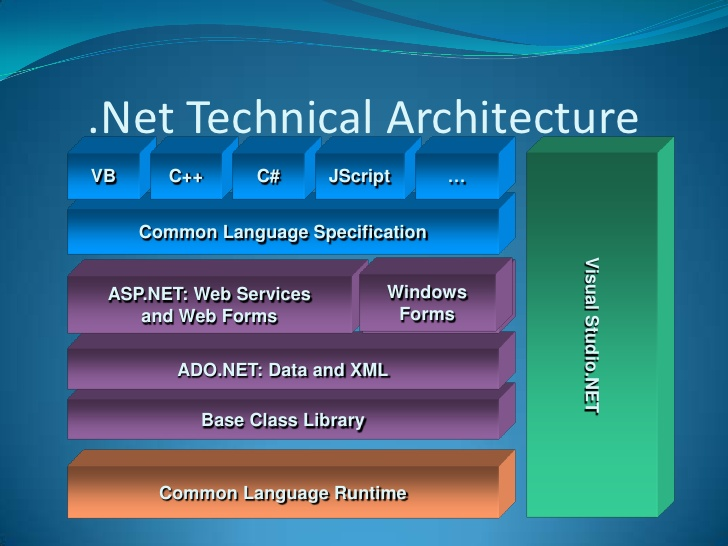 .Net Technical Architecture
VB
C++
C#
JScript
...
Common Language Specification
ASP.NET: Web Services
and Web Forms
Windows
Forms
ADO.NET: Data and XML
Base Class Library
Common Language Runtime
Visual Studio.NET